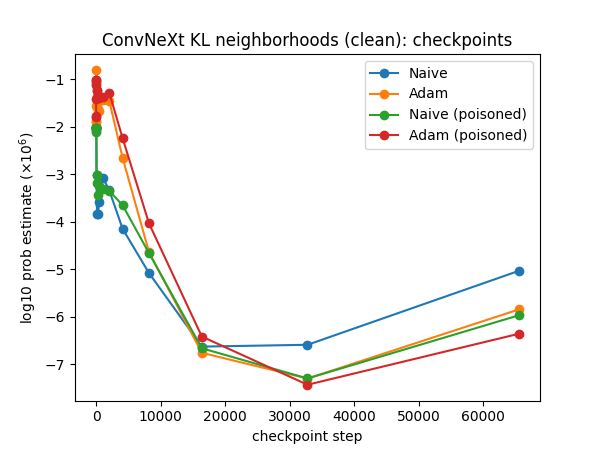 ConvNeXt KL neighborhoods (clean): checkpoints
Naive
Adam
Naive (poisoned)
Adam (poisoned)
log10 prob estimate (×10⁶)
−1
−2
−3
−4
−5
−6
−7
0 10000 20000 30000 40000 50000 60000
checkpoint step